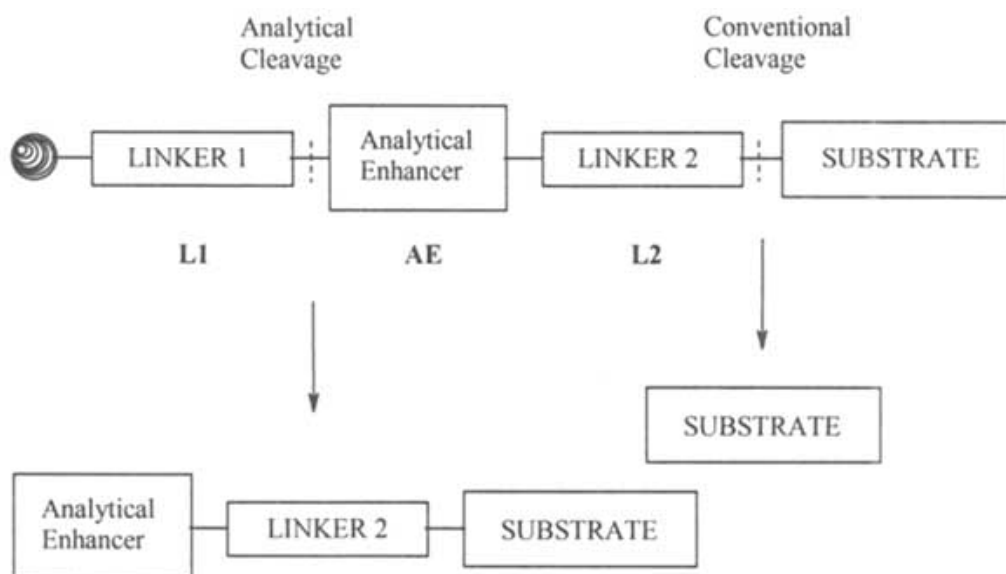 Analytical
Cleavage
Conventional
Cleavage
LINKER 1
Analytical
Enhancer
LINKER 2
SUBSTRATE
L1
AE
L2
SUBSTRATE
Analytical
Enhancer
LINKER 2
SUBSTRATE